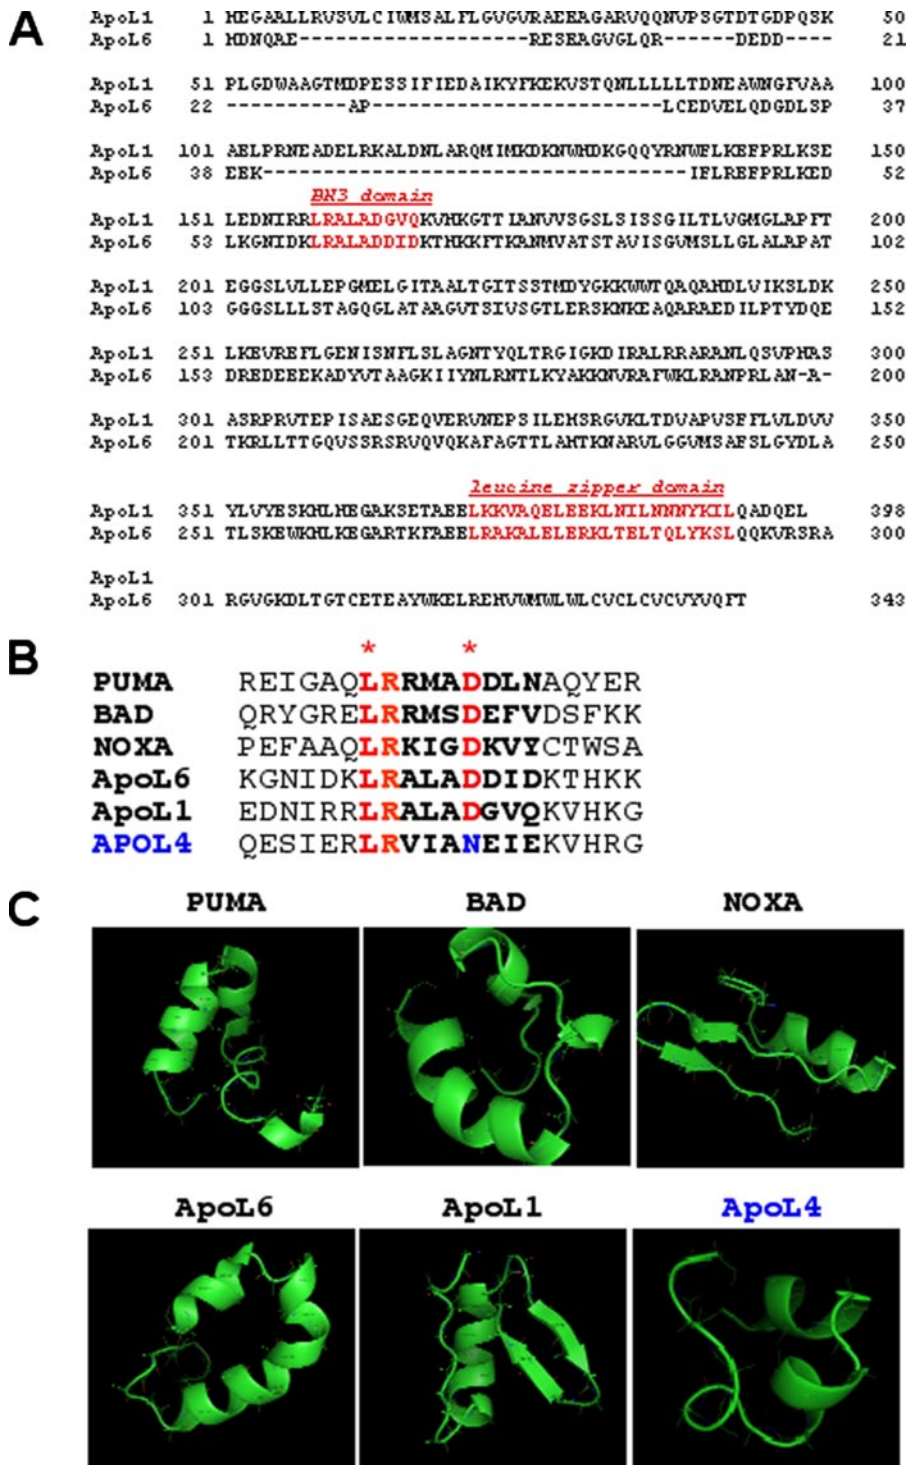 A
ApoL1 1 MEGAALLRVSVLCIWMSALFLGVGVRAEEAGARVQQNVPSGTDTGDPQSK 50
ApoL6 1 MDNQAE-------------------RESEAGVGLQR------DEDD---- 21
ApoL1 51 PLGDWAAGTMDPESSIFIEDAIKYFKEKVSTQNLLLLLTDNEAWNGFVAA 100
ApoL6 22 ----------AP------------------------LCEDVELQDGDLSP 37
ApoL1 101 AELPRNEADELRKALDNLARQMIMKDKNWHDKGQQYRNWFLKEFPRLKSE 150
ApoL6 38 EEK-----------------------------------IFLREFPRLKED 52
BH3 domain
ApoL1 151 LEDNIRRLRALADGVQKVHKGTTIANVVSGSLSISSGILTLVGMGLAPFT 200
ApoL6 53 LKGNIDKLRALADDIDKTHKKFTKANMVATSTAVISGVMSLLGLALAPAT 102
ApoL1 201 EGGSLVLLEPGMELGITAALTGITSSTMDYGKKWWTQAQAHDLVIKSLDK 250
ApoL6 103 GGGSLLLSTAGQGLATAAGVTSIVSGTLERSKNKEAQARAEDILPTYDQE 152
ApoL1 251 LKEVREFLGENISNFLSLAGNTYQLTRGIGKDIRALRRARANLQSVPHAS 300
ApoL6 153 DREDEEEKADYVTAAGKIIYNLRNTLKYAKKNVRAFWKLRANPRLAN-A- 200
ApoL1 301 ASRPRVTEPISAESGEQVERVNEPSILEMSRGVKLTDVAPVSFFLVLDVV 350
ApoL6 201 TKRLLTTGQVSSRSRVQVQKAFAGTTLAMTKNARVLGGVMSAFSLGYDLA 250
leucine zipper domain
ApoL1 351 YLVYESKHLHEGAKSETAEELKKVAQELEEKLNILNNNYKILQADQEL 398
ApoL6 251 TLSKEWKHLKEGARTKFAEELRAKALELERKLTELTQLYKSLQQKVRSRA 300
ApoL1
ApoL6 301 RGVGKDLTGTCETEAYWKELREHVWMWLWLCVCLCVCVYVQFT 343
B
* *
PUMA REIGAQLRRMADDLNAQYER
BAD QRYGRELRRMSDEFVDSFKK
NOXA PEFAAQLRKIGDKVYCTWSA
ApoL6 KGNIDKLRALADDIDKTHKK
ApoL1 EDNIRRLRALADGVQKVHKG
APOL4 QESIERLRVIANEIEKVHRG
C
PUMA BAD NOXA
ApoL6 ApoL1 ApoL4